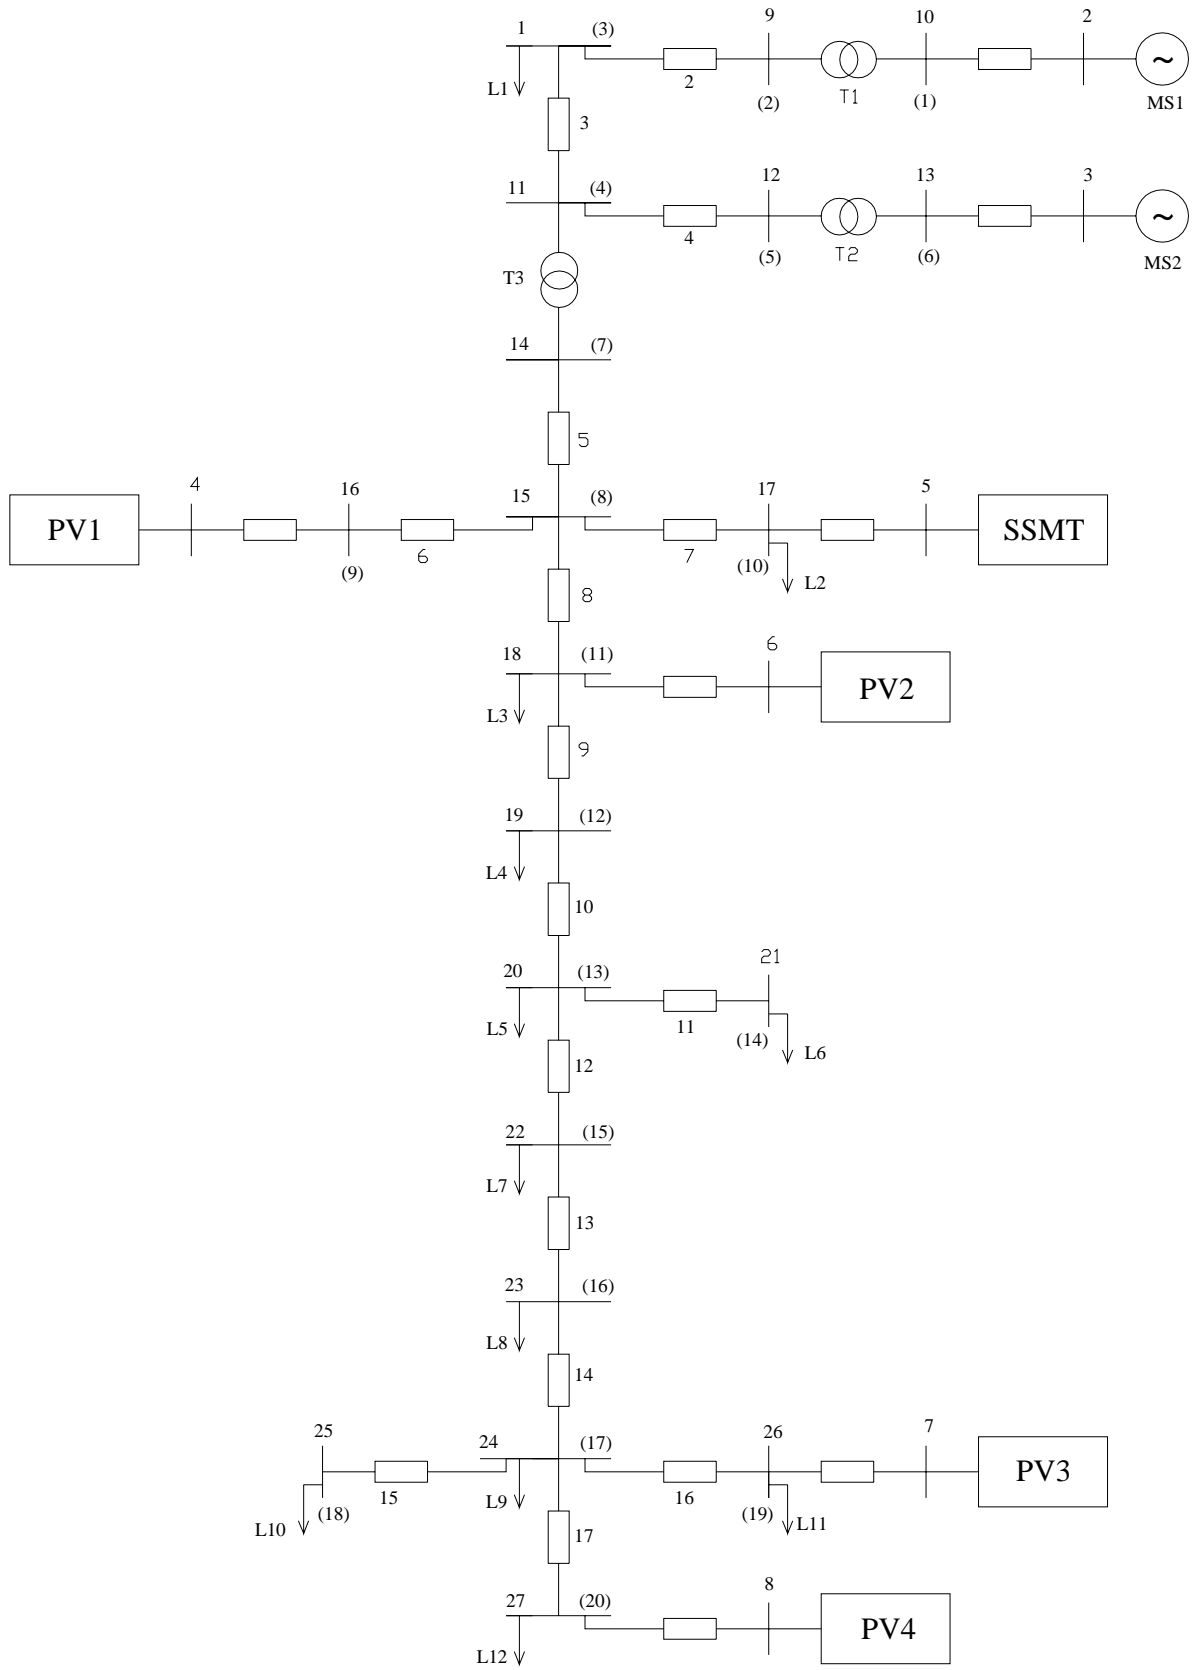 1 (3) 9 10 2
L1 2 (2) T1 (1) ~ MS1
3
11 (4) 12 13 3
4 (5) T2 (6) ~ MS2
T3
14 (7)
5
4 16 15 (8) 17 5
PV1 (9) 6 7 (10) L2 SSMT
8
18 (11) 6
L3 PV2
9
19 (12)
L4
10
20 (13) 21
L5 11 (14) L6
12
22 (15)
L7
13
23 (16)
L8
14
25 24 (17) 26 7
L10 (18) 15 L9 16 (19) L11 PV3
17
27 (20) 8
L12 PV4